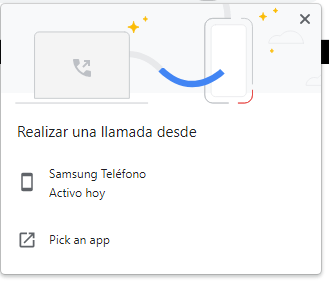 Realizar una llamada desde
Samsung Teléfono
Activo hoy
Pick an app